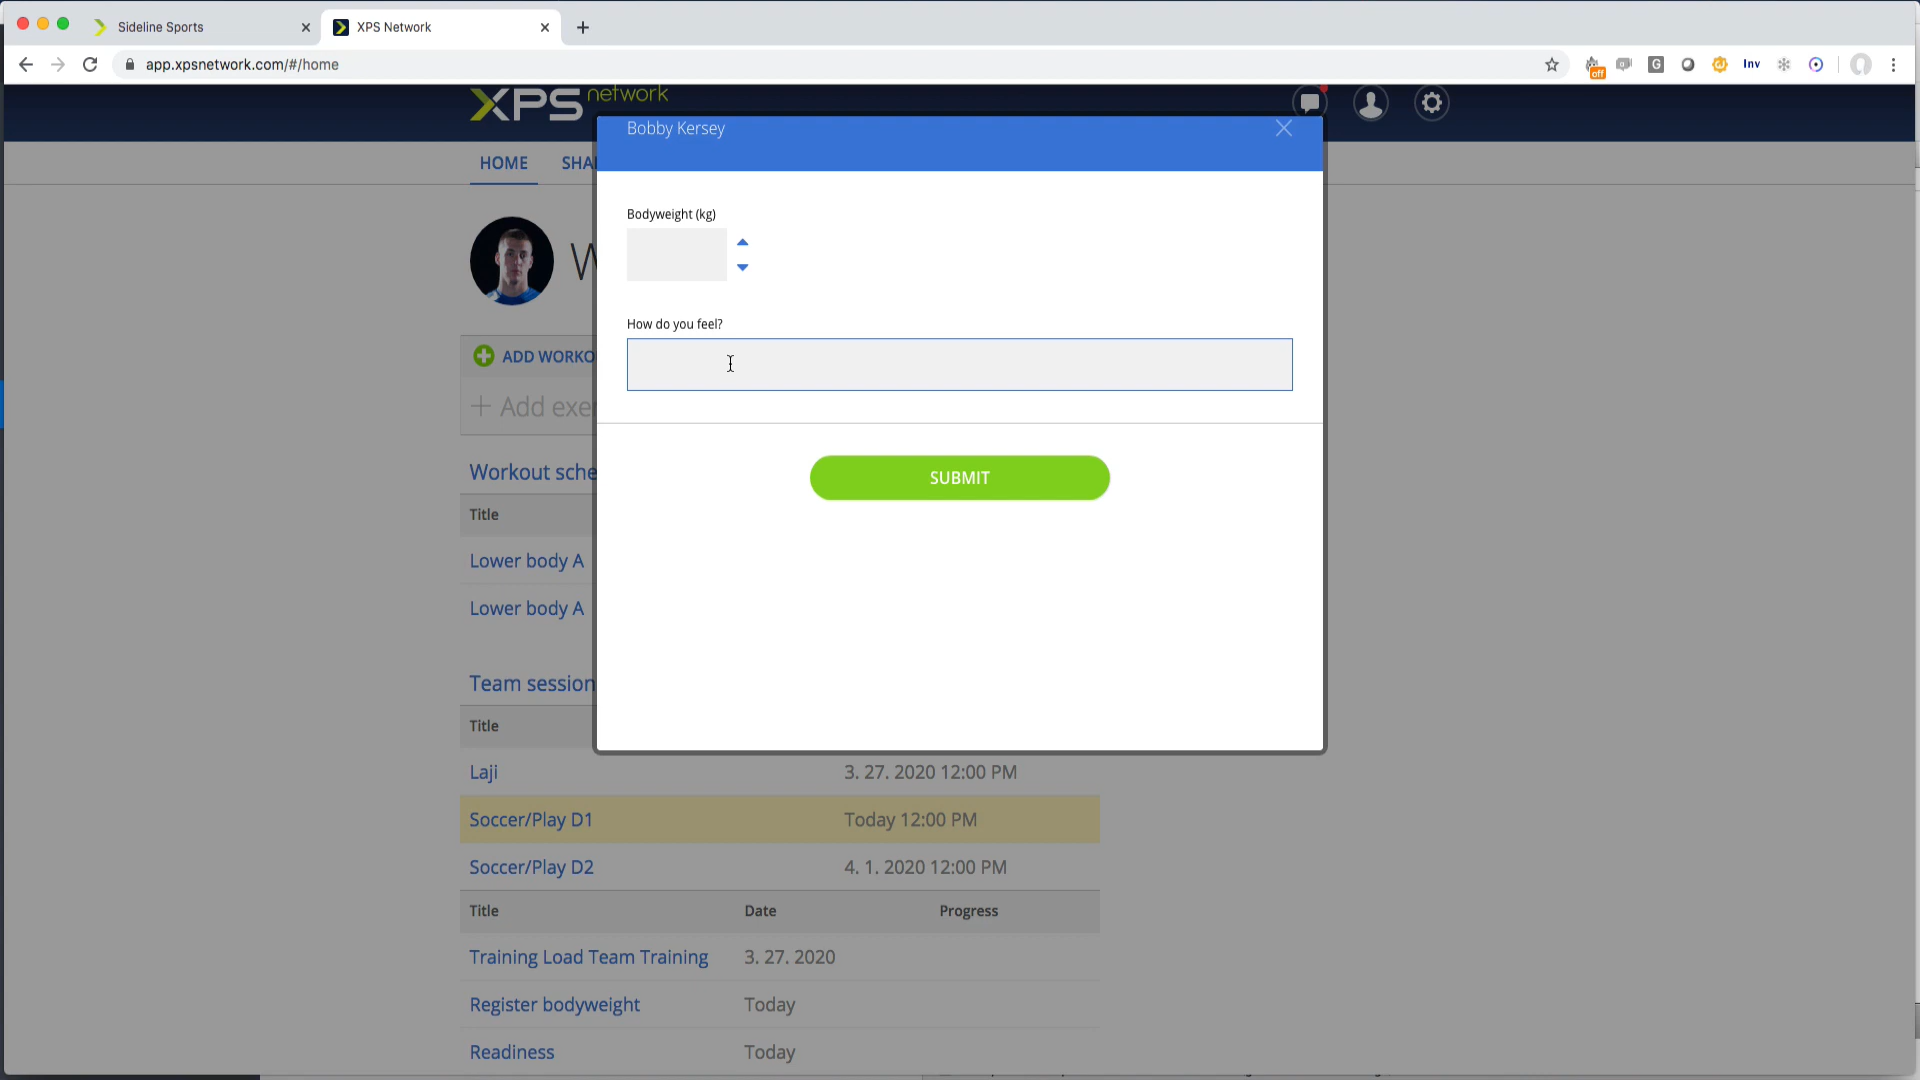 Sideline Sports
XPS Network
app.xpsnetwork.com/#/home
off
G
Inv
XPS network
Bobby Kersey
HOME
SHA
Bodyweight (kg)
W
How do you feel?
ADD WORKO
+ Add exer
SUBMIT
Workout sche
Title
Lower body A
Lower body A
Team session
Title
Laji 3. 27. 2020 12:00 PM
Soccer/Play D1 Today 12:00 PM
Soccer/Play D2 4. 1. 2020 12:00 PM
Title Date Progress
Training Load Team Training 3. 27. 2020
Register bodyweight Today
Readiness Today